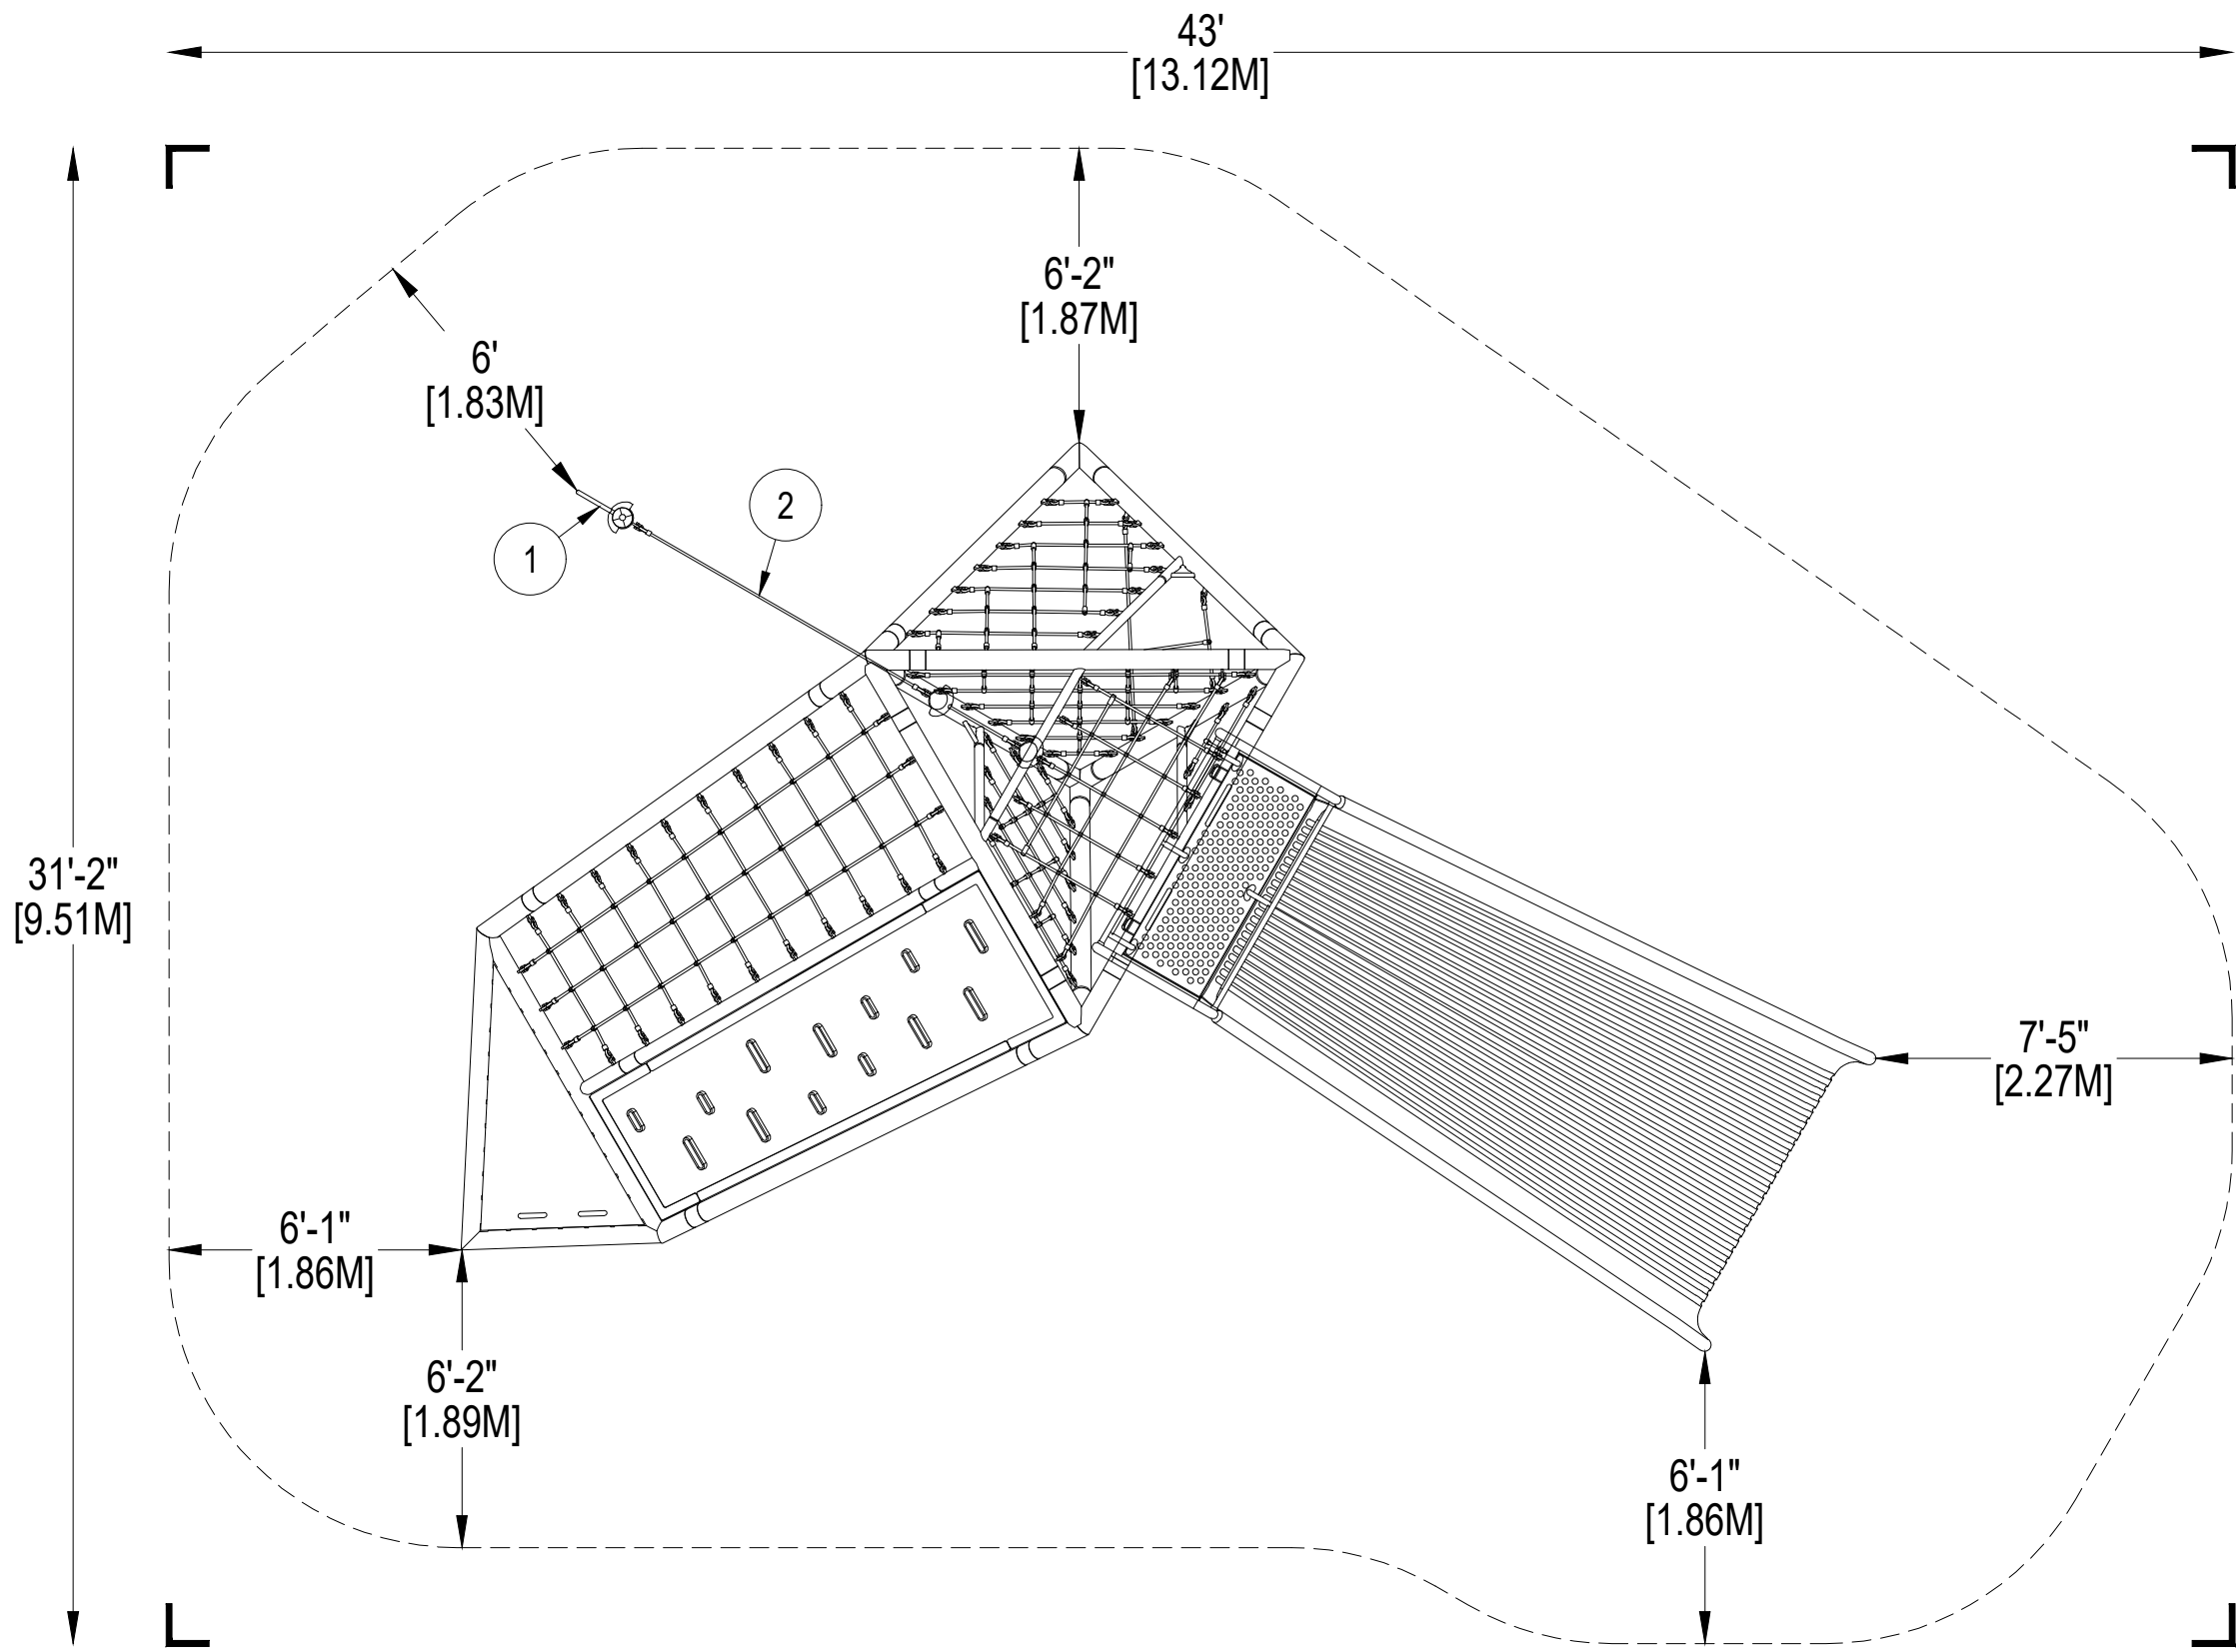 43'
[13.12M]
6'-2"
[1.87M]
6'
[1.83M]
2
1
31'-2"
[9.51M]
7'-5"
[2.27M]
6'-1"
[1.86M]
6'-2"
[1.89M]
6'-1"
[1.86M]